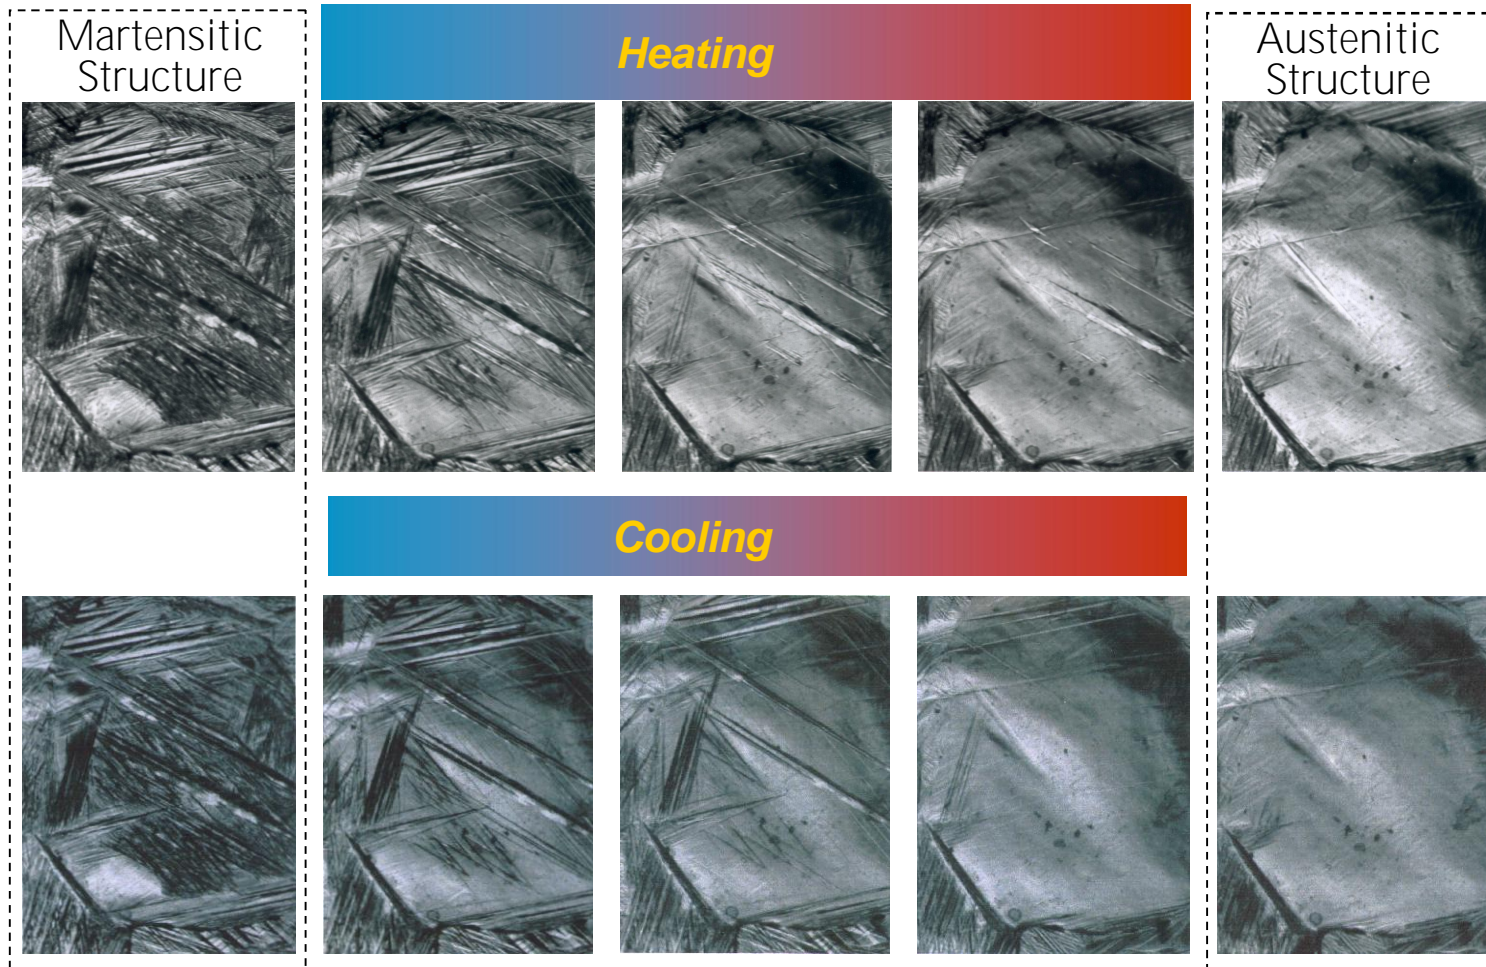 Martensitic
Structure
Heating
Austenitic
Structure
Cooling